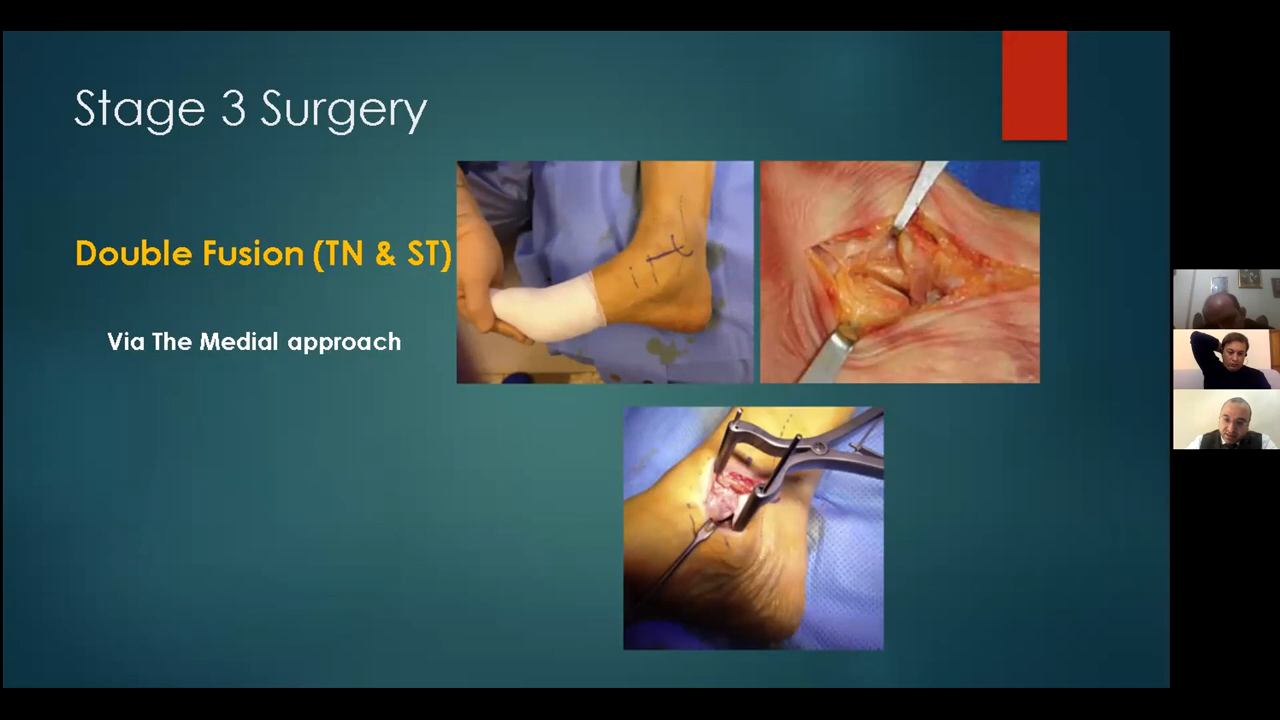 Stage 3 Surgery
Double Fusion (TN & ST)
Via The Medial approach